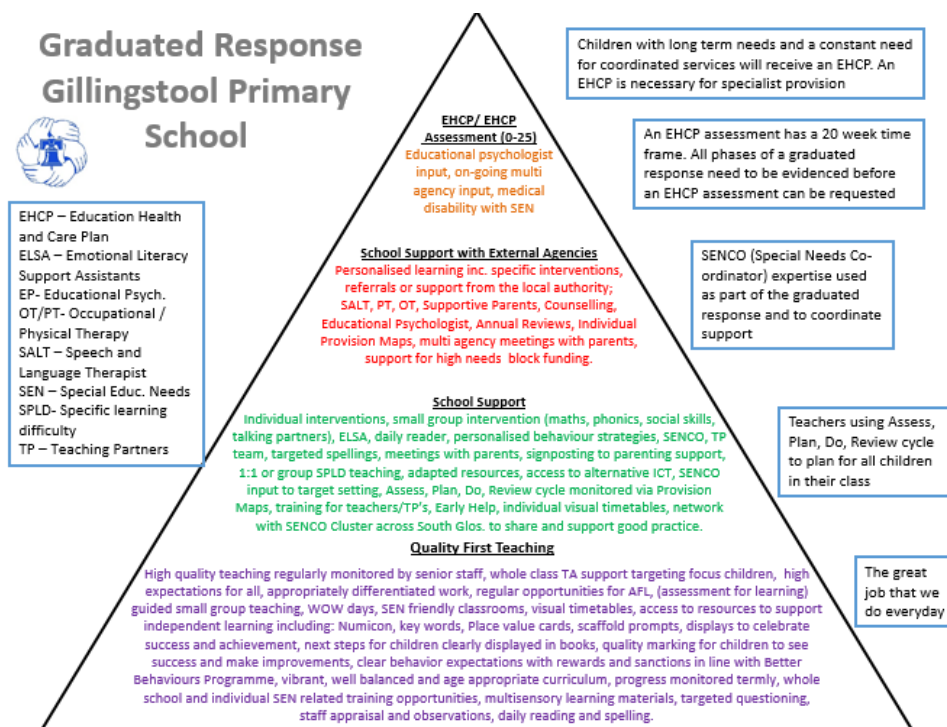 Graduated Response
Gillingstool Primary
School
EHCP – Education Health
and Care Plan
ELSA – Emotional Literacy
Support Assistants
EP- Educational Psych.
OT/PT- Occupational /
Physical Therapy
SALT – Speech and
Language Therapist
SEN – Special Educ. Needs
SPLD- Specific learning
difficulty
TP – Teaching Partners
EHCP/ EHCP
Assessment (0-25)
Educational psychologist
input, on-going multi
agency input, medical
disability with SEN
School Support with External Agencies
Personalised learning inc. specific interventions,
referrals or support from the local authority;
SALT, PT, OT, Supportive Parents, Counselling,
Educational Psychologist, Annual Reviews, Individual
Provision Maps, multi agency meetings with parents,
support for high needs block funding.
School Support
Individual interventions, small group intervention (maths, phonics, social skills,
talking partners), ELSA, daily reader, personalised behaviour strategies, SENCO, TP
team, targeted spellings, meetings with parents, signposting to parenting support,
1:1 or group SPLD teaching, adapted resources, access to alternative ICT, SENCO
input to target setting, Assess, Plan, Do, Review cycle monitored via Provision
Maps, training for teachers/TP's, Early Help, individual visual timetables, network
with SENCO Cluster across South Glos. to share and support good practice.
Quality First Teaching
High quality teaching regularly monitored by senior staff, whole class TA support targeting focus children, high
expectations for all, appropriately differentiated work, regular opportunities for AFL, (assessment for learning)
guided small group teaching, WOW days, SEN friendly classrooms, visual timetables, access to resources to support
independent learning including: Numicon, key words, Place value cards, scaffold prompts, displays to celebrate
success and achievement, next steps for children clearly displayed in books, quality marking for children to see
success and make improvements, clear behavior expectations with rewards and sanctions in line with Better
Behaviours Programme, vibrant, well balanced and age appropriate curriculum, progress monitored termly, whole
school and individual SEN related training opportunities, multisensory learning materials, targeted questioning,
staff appraisal and observations, daily reading and spelling.
Children with long term needs and a constant need
for coordinated services will receive an EHCP. An
EHCP is necessary for specialist provision
An EHCP assessment has a 20 week time
frame. All phases of a graduated
response need to be evidenced before
an EHCP assessment can be requested
SENCO (Special Needs Co-
ordinator) expertise used
as part of the graduated
response and to coordinate
support
Teachers using Assess,
Plan, Do, Review cycle
to plan for all children
in their class
The great
job that we
do everyday